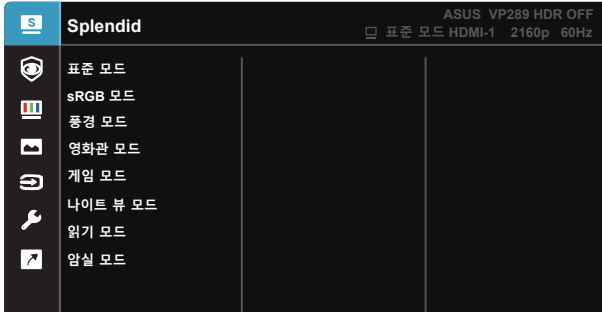 S
Splendid
ASUS VP289 HDR OFF
표준 모드 HDMI-1 2160p 60Hz
표준 모드
sRGB 모드
풍경 모드
영화관 모드
게임 모드
나이트 뷰 모드
읽기 모드
암실 모드